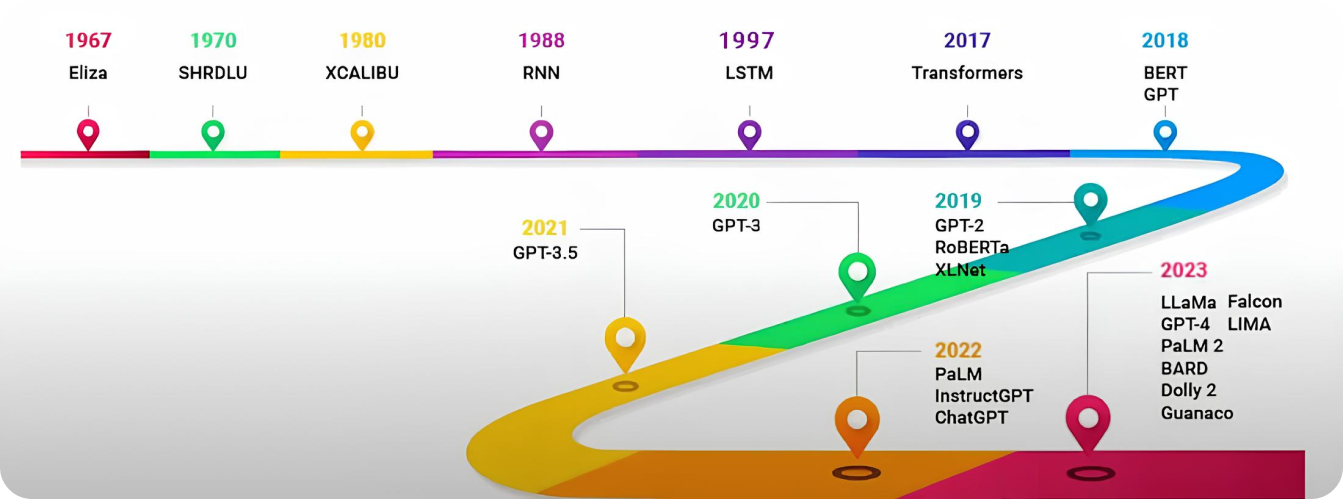 1967
Eliza
1970
SHRDLU
1980
XCALIBU
1988
RNN
1997
LSTM
2017
Transformers
2018
BERT
GPT
2019
GPT-2
RoBERTa
XLNet
2020
GPT-3
2021
GPT-3.5
2022
PaLM
InstructGPT
ChatGPT
2023
LLaMa Falcon
GPT-4 LIMA
PaLM 2
BARD
Dolly 2
Guanaco